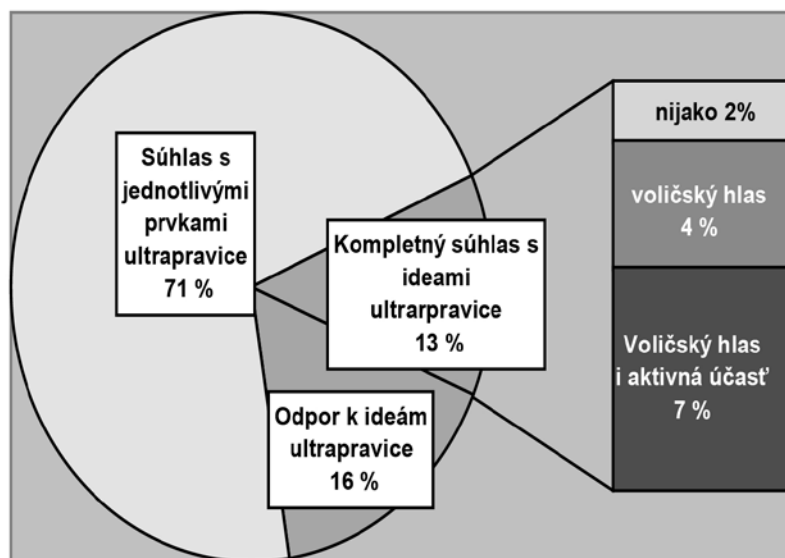 Súhlas s
jednotlivými
prvkami
ultrapravice
71 %
Kompletný súhlas s
ideami
ultrarpravice
13 %
Odpor k ideám
ultrapravice
16 %
nijako 2%
voličský hlas
4 %
Voličský hlas
i aktivná účasť
7 %